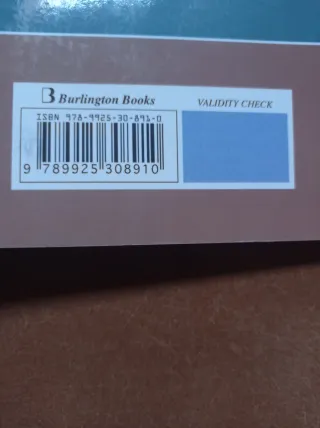 B Burlington Books
VALIDITY CHECK
ISBN 978-9925-30-891-0
9 789925 308910